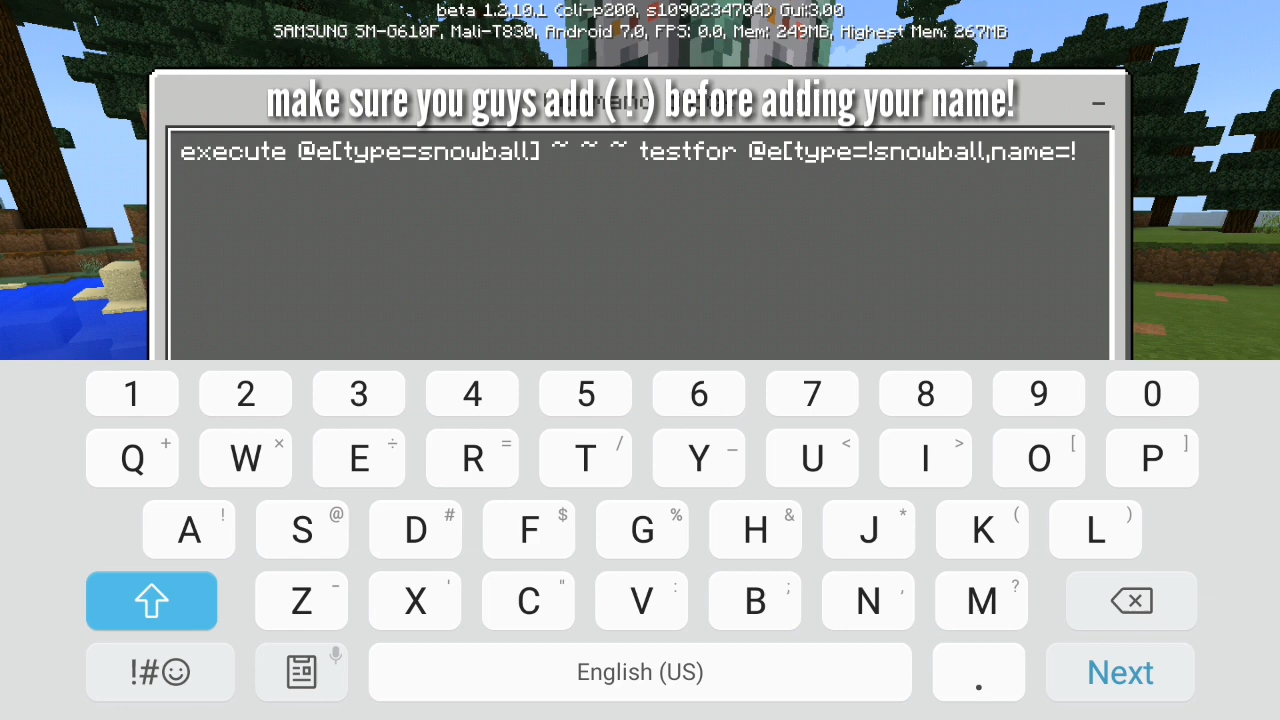 beta 1.2.10.1 (cli-p200, s1090234704) Gui:3.00
SAMSUNG SM-G610F, Mali-T830, Android 7.0, FPS: 0.0, Mem: 249MB, Highest Mem: 267MB
make sure you guys add ( ! ) before adding your name!
execute @e[type=snowball] ~ ~ ~ testfor @e[type=!snowball,name=!
1 2 3 4 5 6 7 8 9 0
Q + W × E ÷ R = T / Y _ U < I > O [ P ]
A ! S @ D # F $ G % H & J * K ( L )
Z - X ' C " V : B ; N , M ?
!#☺ English (US) . Next